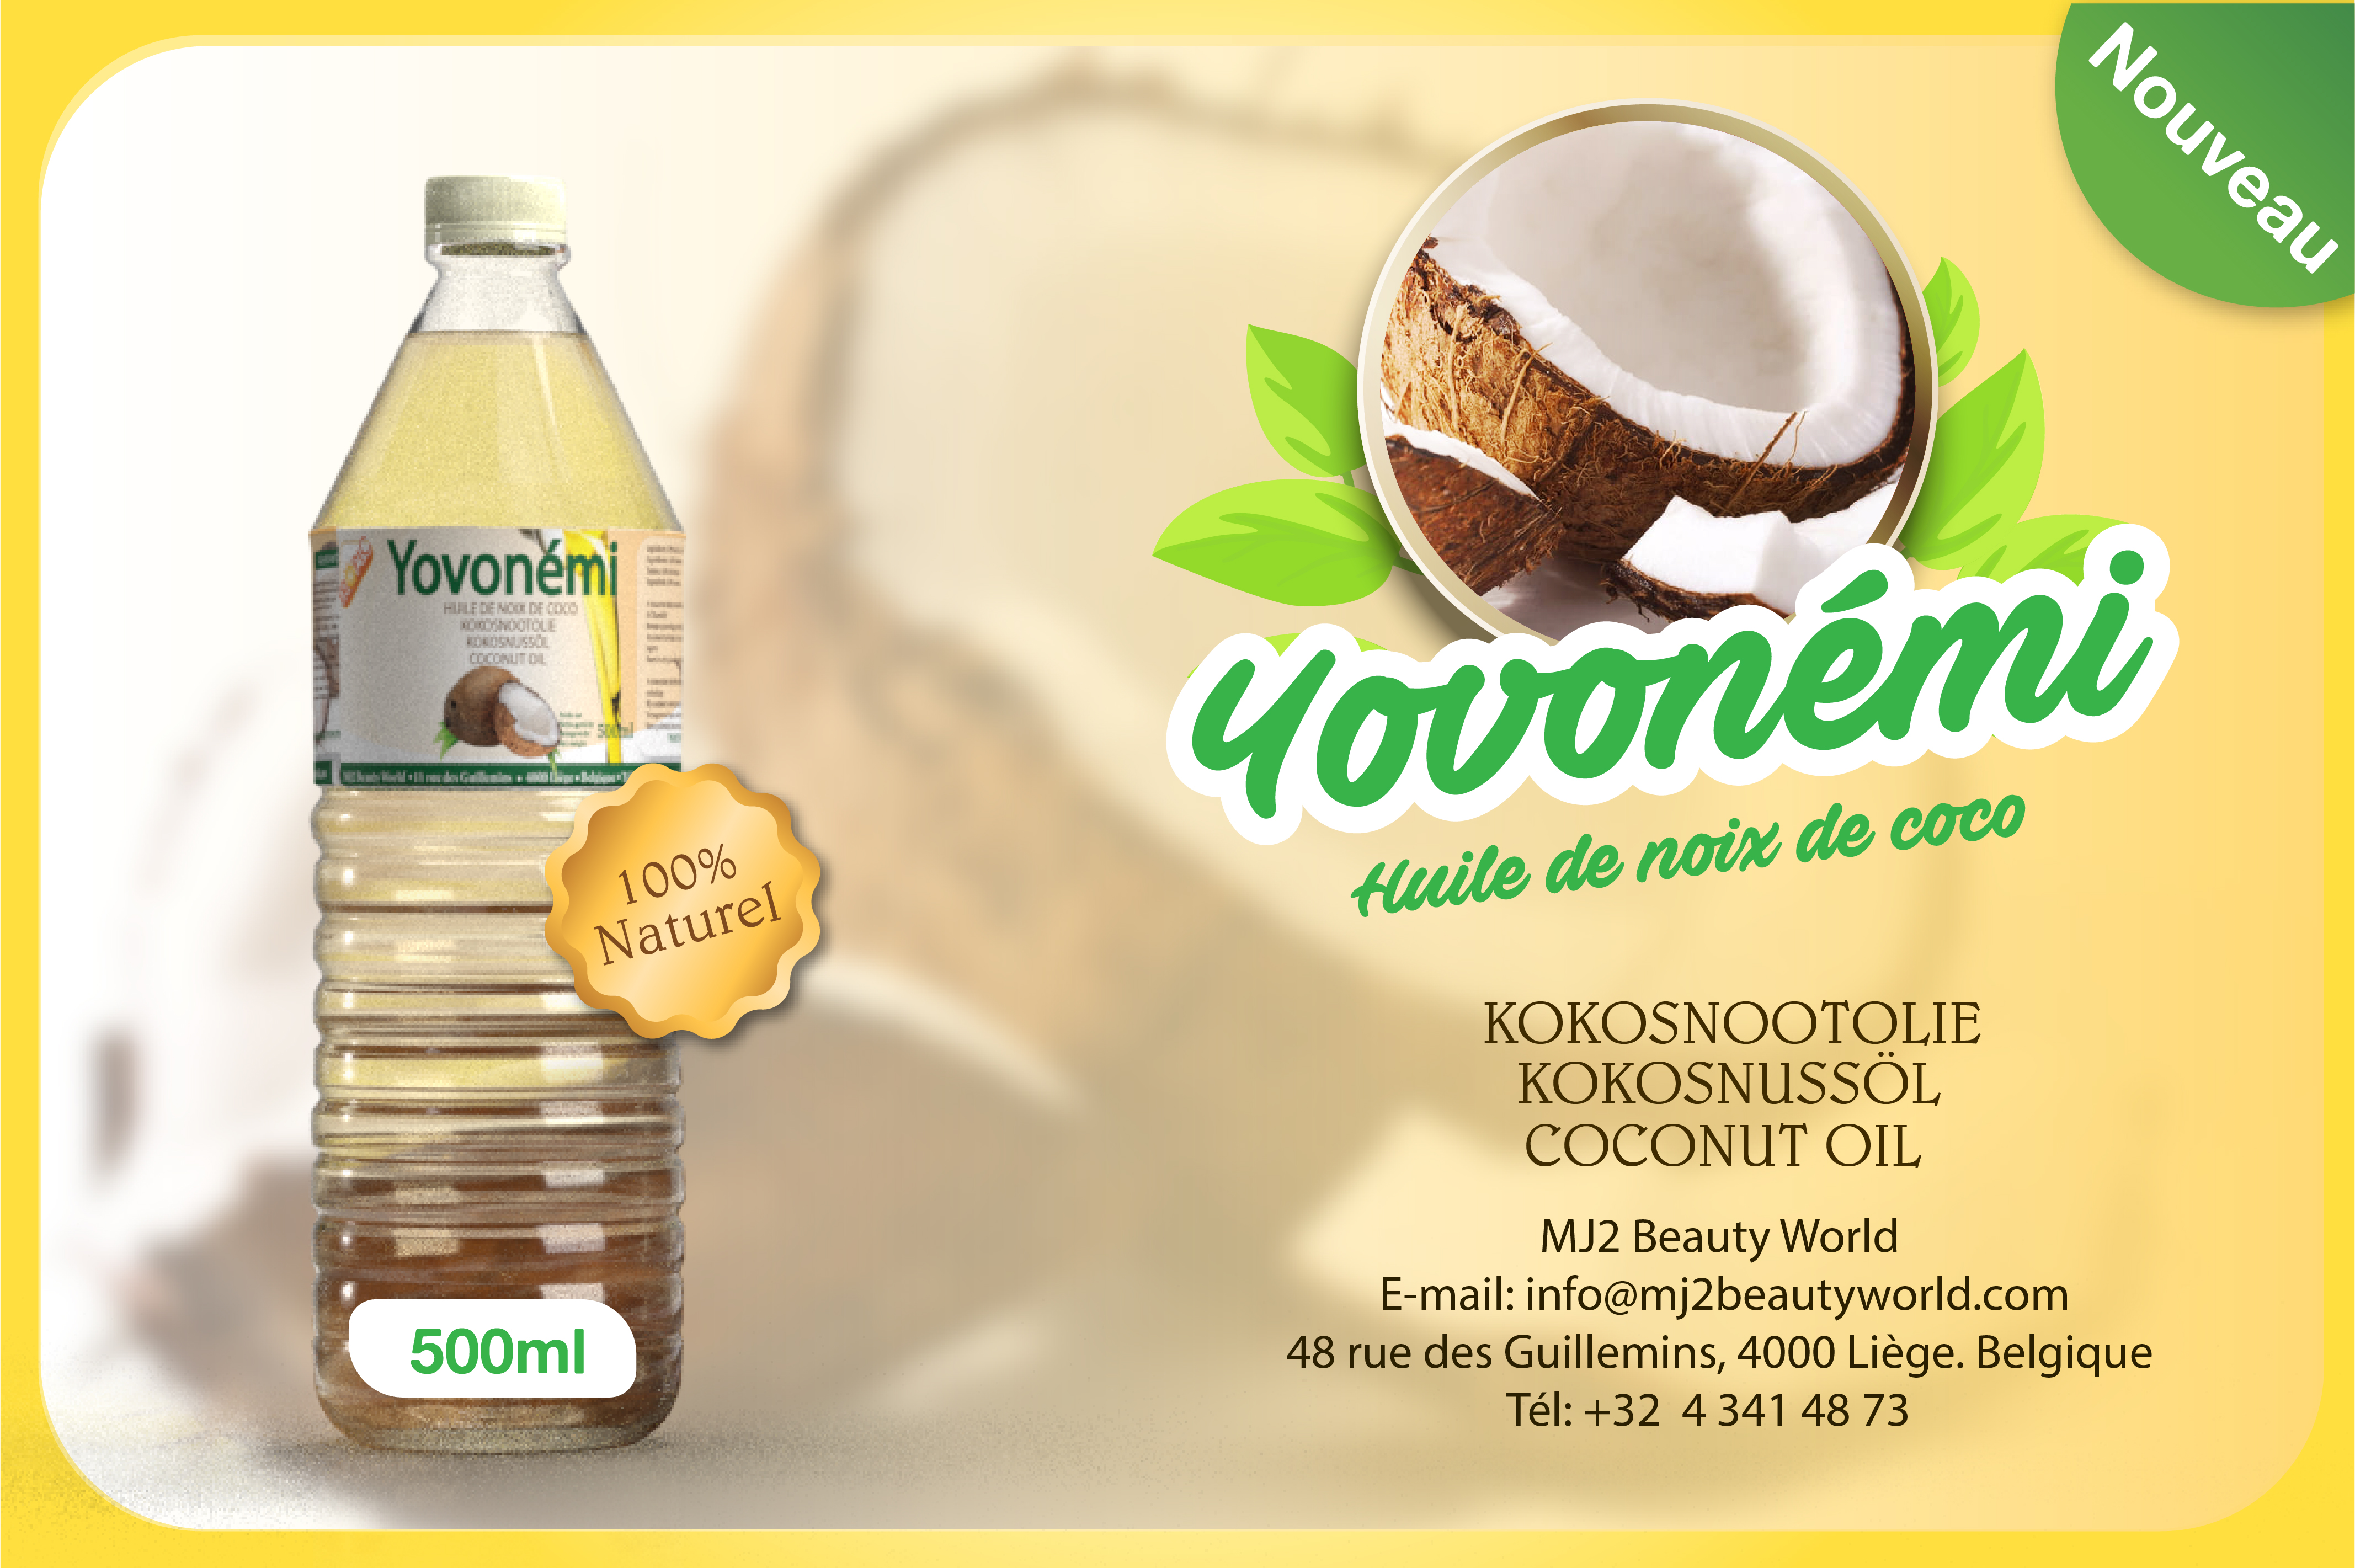 Nouveau
Yovonémi
HUILE DE NOIX DE COCO
KOKOSNOOTOLIE
KOKOSNUSSÖL
COCONUT OIL
500ml
100%
Naturel
500ml
Yovonémi
Huile de noix de coco
KOKOSNOOTOLIE
KOKOSNUSSÖL
COCONUT OIL
MJ2 Beauty World
E-mail: info@mj2beautyworld.com
48 rue des Guillemins, 4000 Liège. Belgique
Tél: +32 4 341 48 73